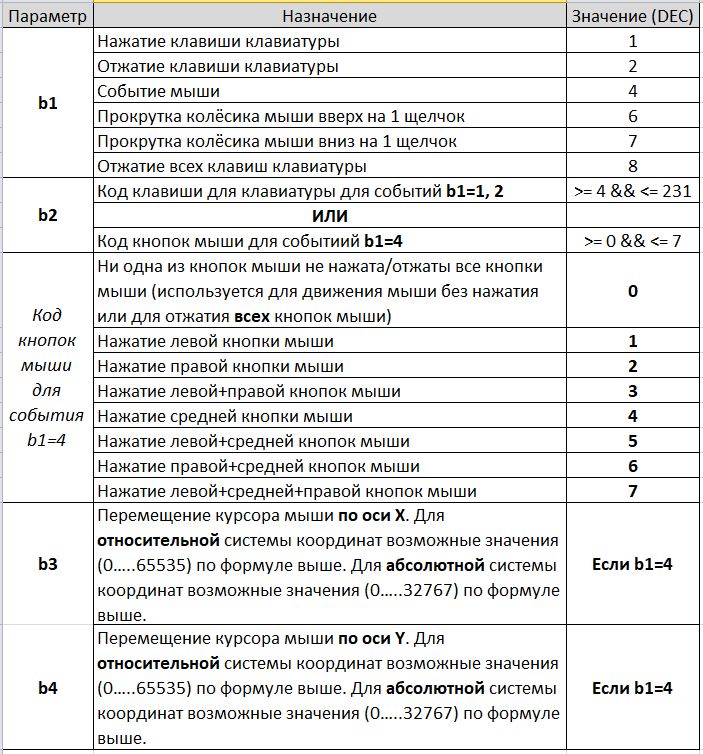 Параметр Назначение Значение (DEC)
b1
Нажатие клавиши клавиатуры 1
Отжатие клавиши клавиатуры 2
Событие мыши 4
Прокрутка колёсика мыши вверх на 1 щелчок 6
Прокрутка колёсика мыши вниз на 1 щелчок 7
Отжатие всех клавиш клавиатуры 8
b2
Код клавиши для клавиатуры для событий b1=1, 2 >= 4 && <= 231
ИЛИ
Код кнопок мыши для событиий b1=4 >= 0 && <= 7
Код
кнопок
мыши
для
события
b1=4
Ни одна из кнопок мыши не нажата/отжаты все кнопки
мыши (используется для движения мыши без нажатия
или для отжатия всех кнопок мыши)
0
Нажатие левой кнопки мыши 1
Нажатие правой кнопки мыши 2
Нажатие левой+правой кнопок мыши 3
Нажатие средней кнопки мыши 4
Нажатие левой+средней кнопок мыши 5
Нажатие правой+средней кнопок мыши 6
Нажатие левой+средней+правой кнопок мыши 7
b3
Перемещение курсора мыши по оси X. Для
относительной системы координат возможные значения
(0.....65535) по формуле выше. Для абсолютной системы
координат возможные значения (0.....32767) по формуле
выше.
Если b1=4
b4
Перемещение курсора мыши по оси Y. Для
относительной системы координат возможные значения
(0.....65535) по формуле выше. Для абсолютной системы
координат возможные значения (0.....32767) по формуле
выше.
Если b1=4